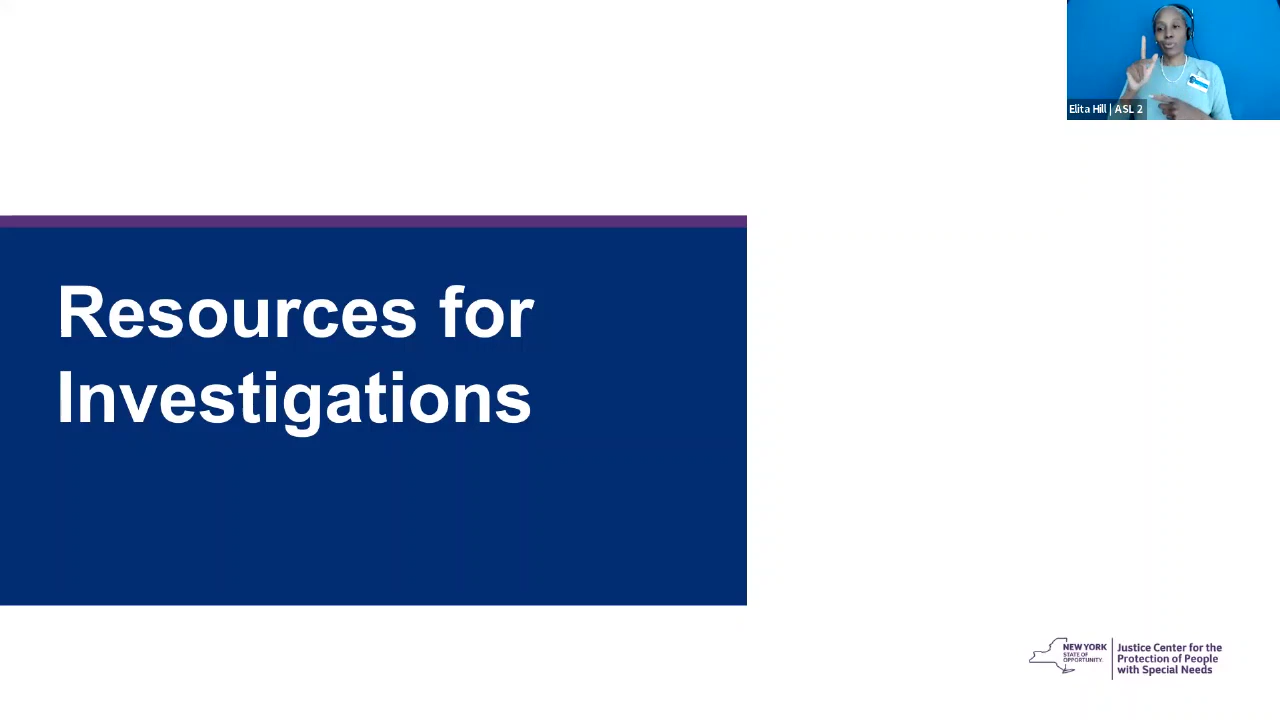 Elita Hill | ASL 2
Resources for
Investigations
NEW YORK
STATE OF
OPPORTUNITY.
Justice Center for the
Protection of People
with Special Needs